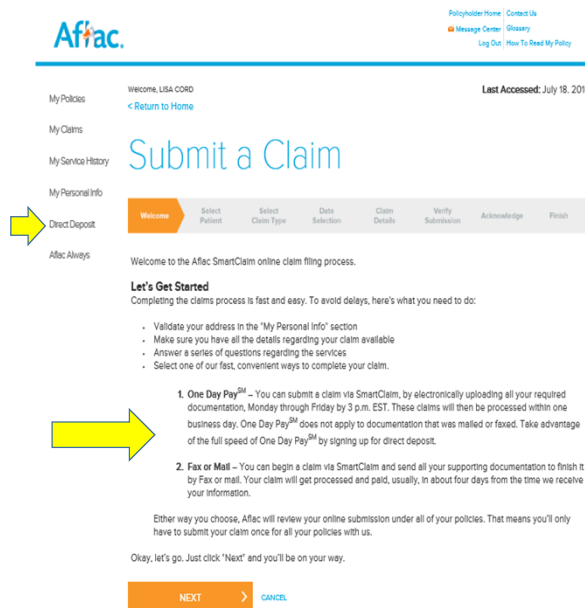 Aflac.
Policyholder Home | Contact Us
Message Center | Glossary
Log Out | How To Read My Policy
Welcome, LISA CORD
Last Accessed: July 18. 201
< Return to Home
My Policies
My Claims
My Service History
My Personal Info
Direct Deposit
Aflac Always
Submit a Claim
Welcome
Select Patient
Select Claim Type
Date Selection
Claim Details
Verify Submission
Acknowledge
Finish
Welcome to the Aflac SmartClaim online claim filing process.
Let's Get Started
Completing the claims process is fast and easy. To avoid delays, here's what you need to do:
• Validate your address in the "My Personal Info" section
• Make sure you have all the details regarding your claim available
• Answer a series of questions regarding the services
• Select one of our fast, convenient ways to complete your claim.
1. One Day Pay℠ – You can submit a claim via SmartClaim, by electronically uploading all your required
documentation, Monday through Friday by 3 p.m. EST. These claims will then be processed within one
business day. One Day Pay℠ does not apply to documentation that was mailed or faxed. Take advantage
of the full speed of One Day Pay℠ by signing up for direct deposit.
2. Fax or Mail – You can begin a claim via SmartClaim and send all your supporting documentation to finish it
by Fax or mail. Your claim will get processed and paid, usually, in about four days from the time we receive
your information.
Either way you choose, Aflac will review your online submission under all of your policies. That means you'll only
have to submit your claim once for all your policies with us.
Okay, let's go. Just click "Next" and you'll be on your way.
NEXT >
CANCEL